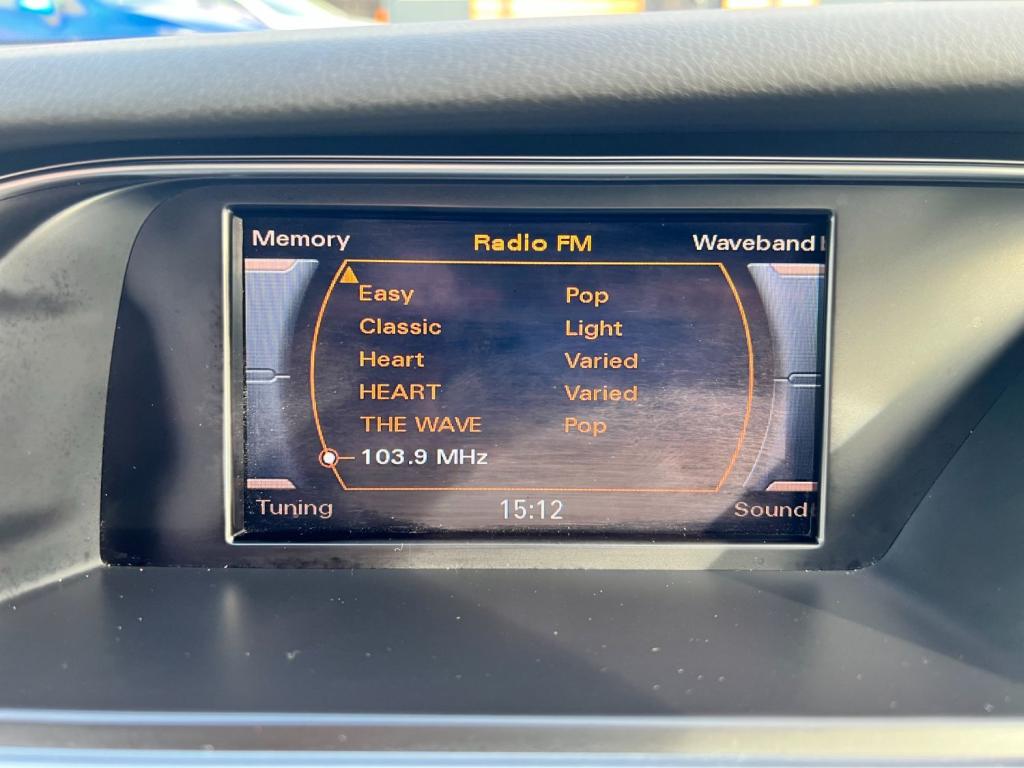 Memory Radio FM Waveband
Easy Pop
Classic Light
Heart Varied
HEART Varied
THE WAVE Pop
103.9 MHz
Tuning 15:12 Sound